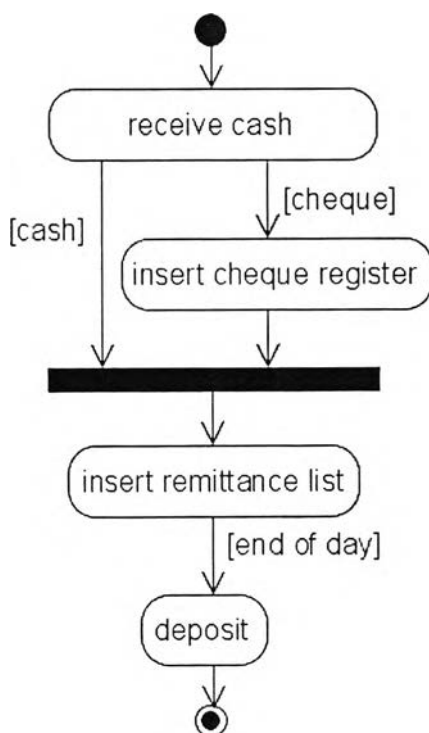 receive cash
[cheque]
[cash]
insert cheque register
insert remittance list
[end of day]
deposit